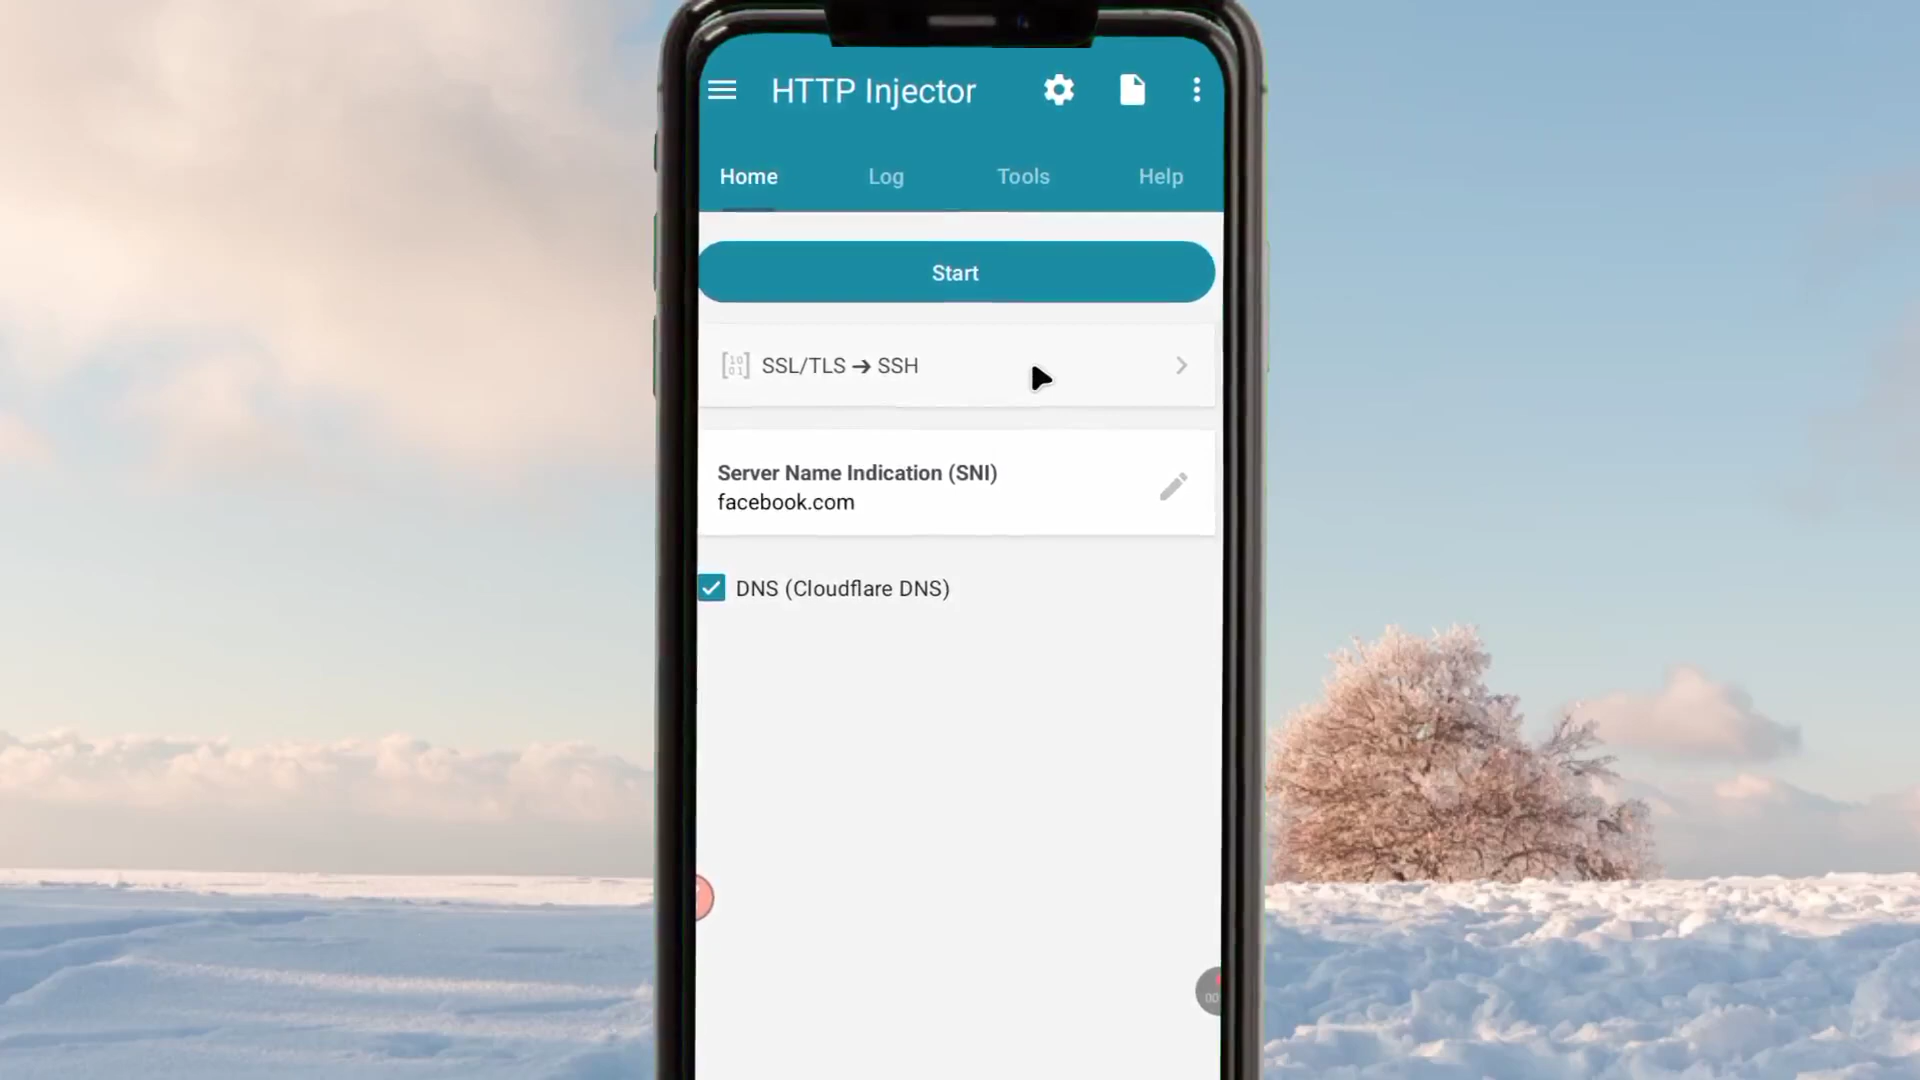 HTTP Injector
Home Log Tools Help
Start
SSL/TLS ➔ SSH
Server Name Indication (SNI)
facebook.com
DNS (Cloudflare DNS)
00